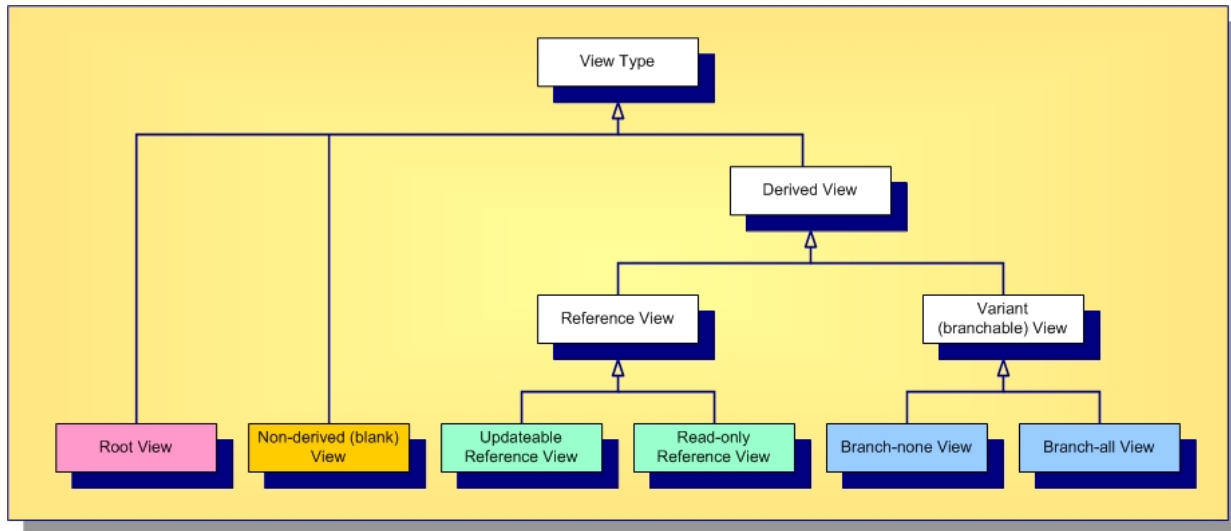 View Type
Derived View
Reference View
Variant
(branchable) View
Root View
Non-derived (blank)
View
Updateable
Reference View
Read-only
Reference View
Branch-none View
Branch-all View